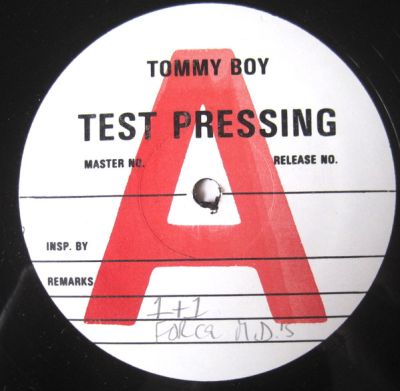 A
TOMMY BOY
TEST PRESSING
MASTER NO. RELEASE NO.
INSP. BY
REMARKS
1+1
FORCE M.D.'s